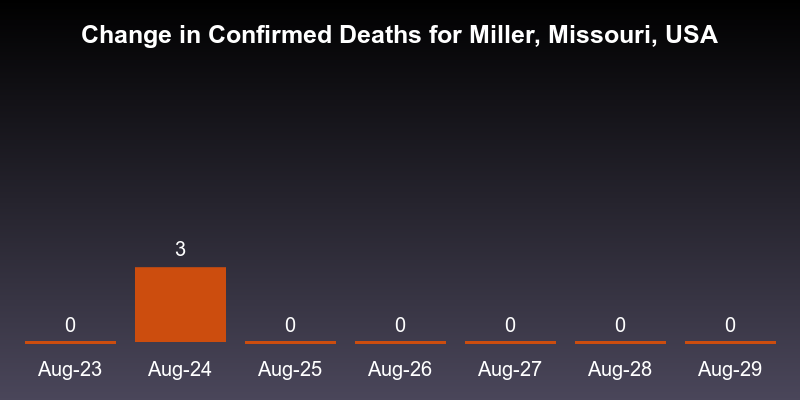 Change in Confirmed Deaths for Miller, Missouri, USA
3
0 0 0 0 0 0
Aug-23 Aug-24 Aug-25 Aug-26 Aug-27 Aug-28 Aug-29